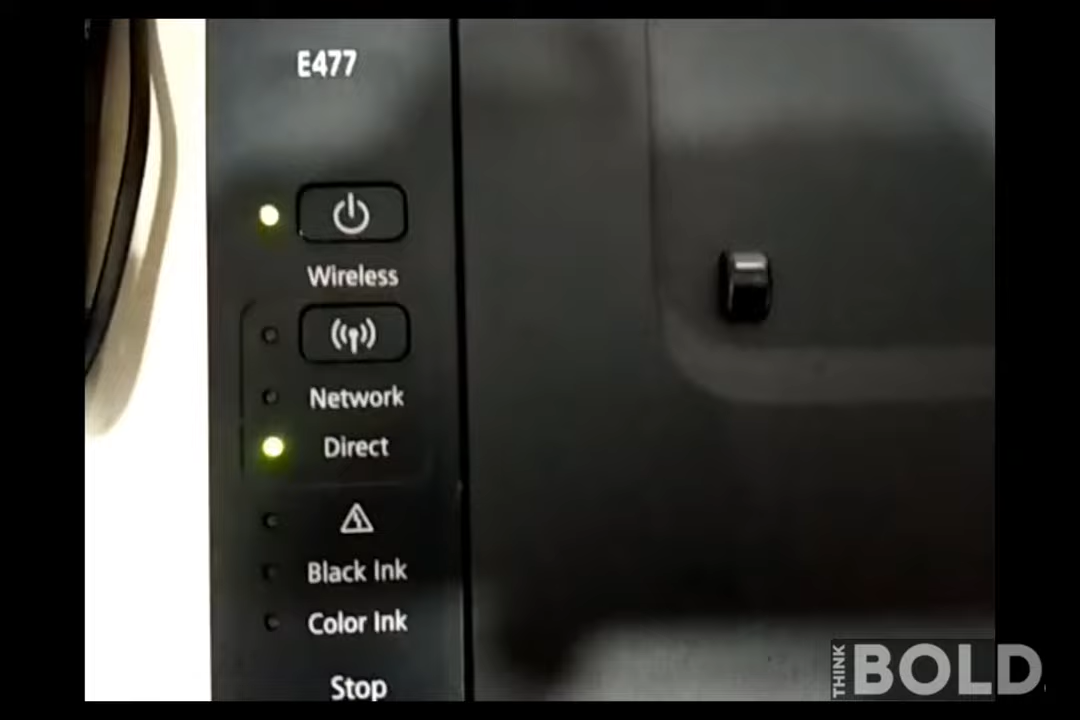 E477
Wireless
Network
Direct
Black Ink
Color Ink
Stop
THINK
BOLD